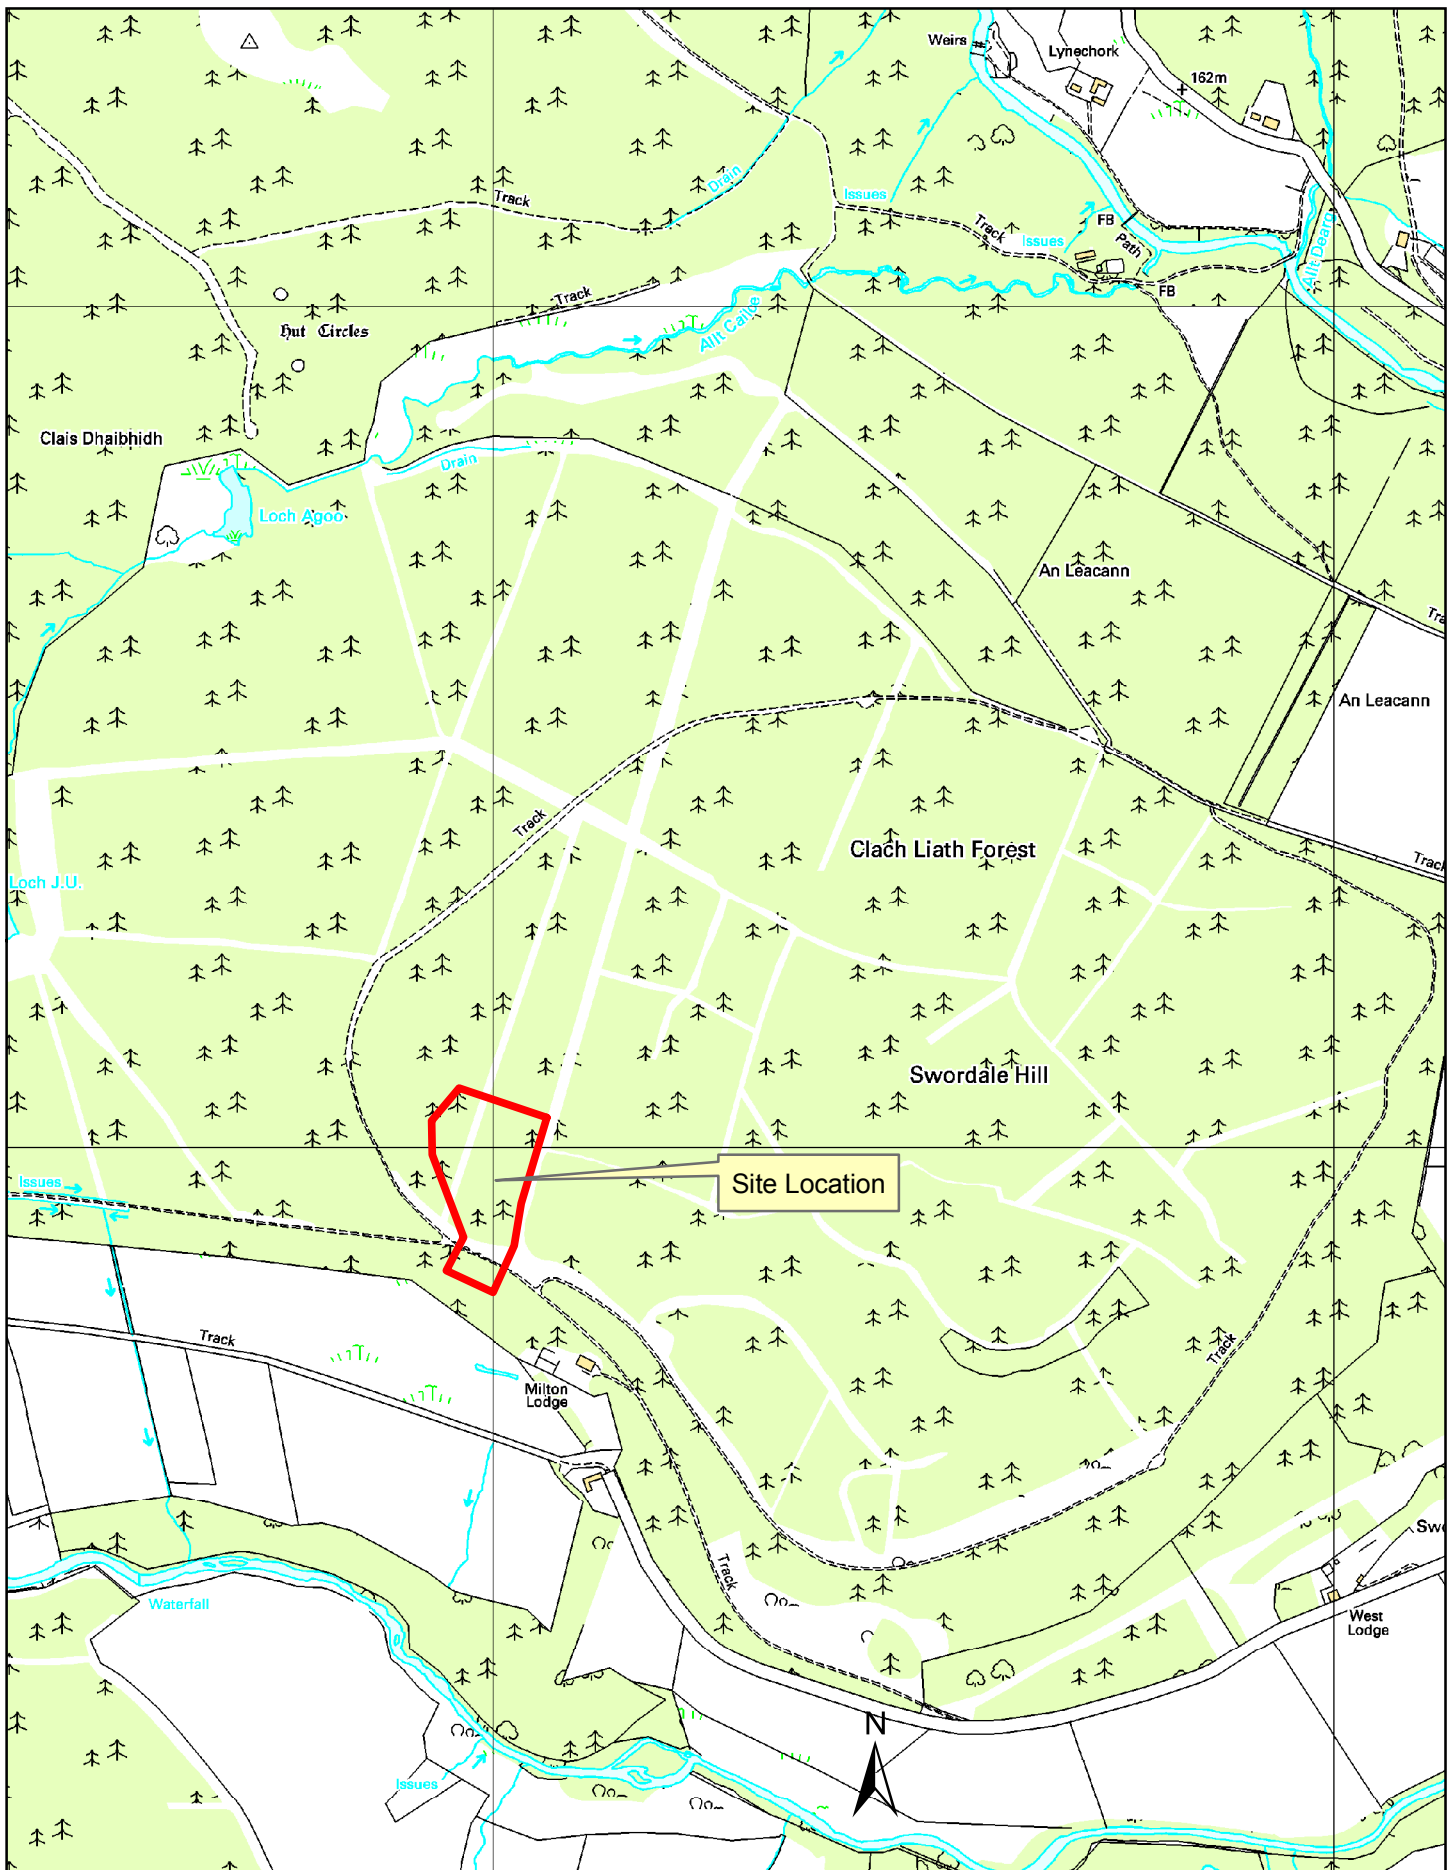 Weirs
Lynechork
162m
Drain
Issues
Track
Track
FB
Issues
Path
Allt Dearg
FB
Track
Hut Circles
Allt Cailce
Clais Dhaibhidh
Drain
Loch Agoo
An Leacann
An Leacann
Track
Clach Liath Forest
Track
Loch J.U.
Swordale Hill
Issues
Site Location
Track
Track
Milton
Lodge
Track
Waterfall
West
Lodge
N
Issues